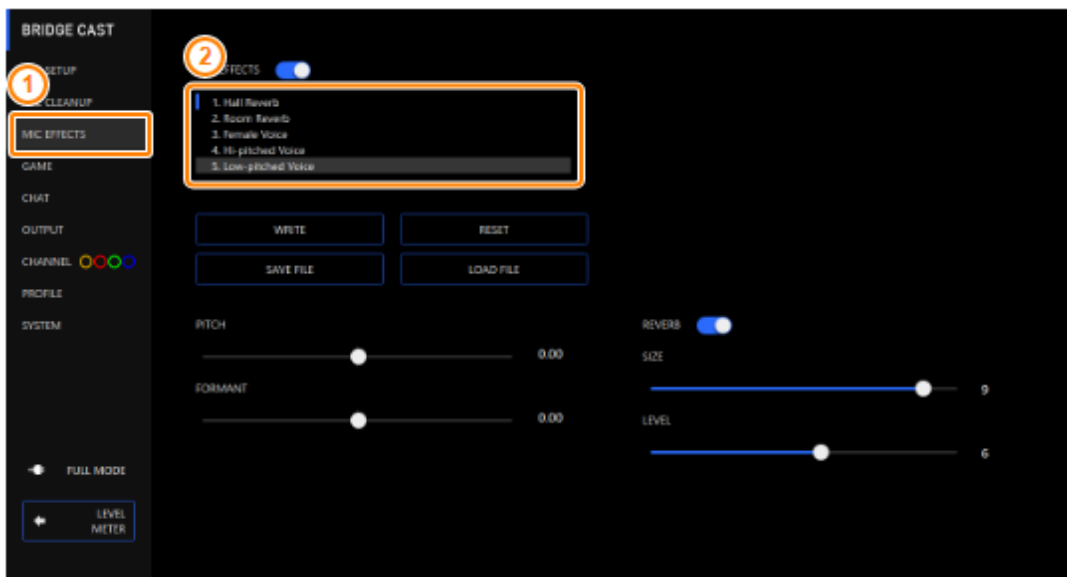 BRIDGE CAST
SETUP
1
CLEANUP
MIC EFFECTS
GAME
CHAT
OUTPUT
CHANNEL
PROFILE
SYSTEM
FULL MODE
LEVEL
METER
2
EFFECTS
1. Hall Reverb
2. Room Reverb
3. Female Voice
4. Hi-pitched Voice
5. Low-pitched Voice
WRITE RESET
SAVE FILE LOAD FILE
PITCH
0.00
FORMANT
0.00
REVERB
SIZE
9
LEVEL
6